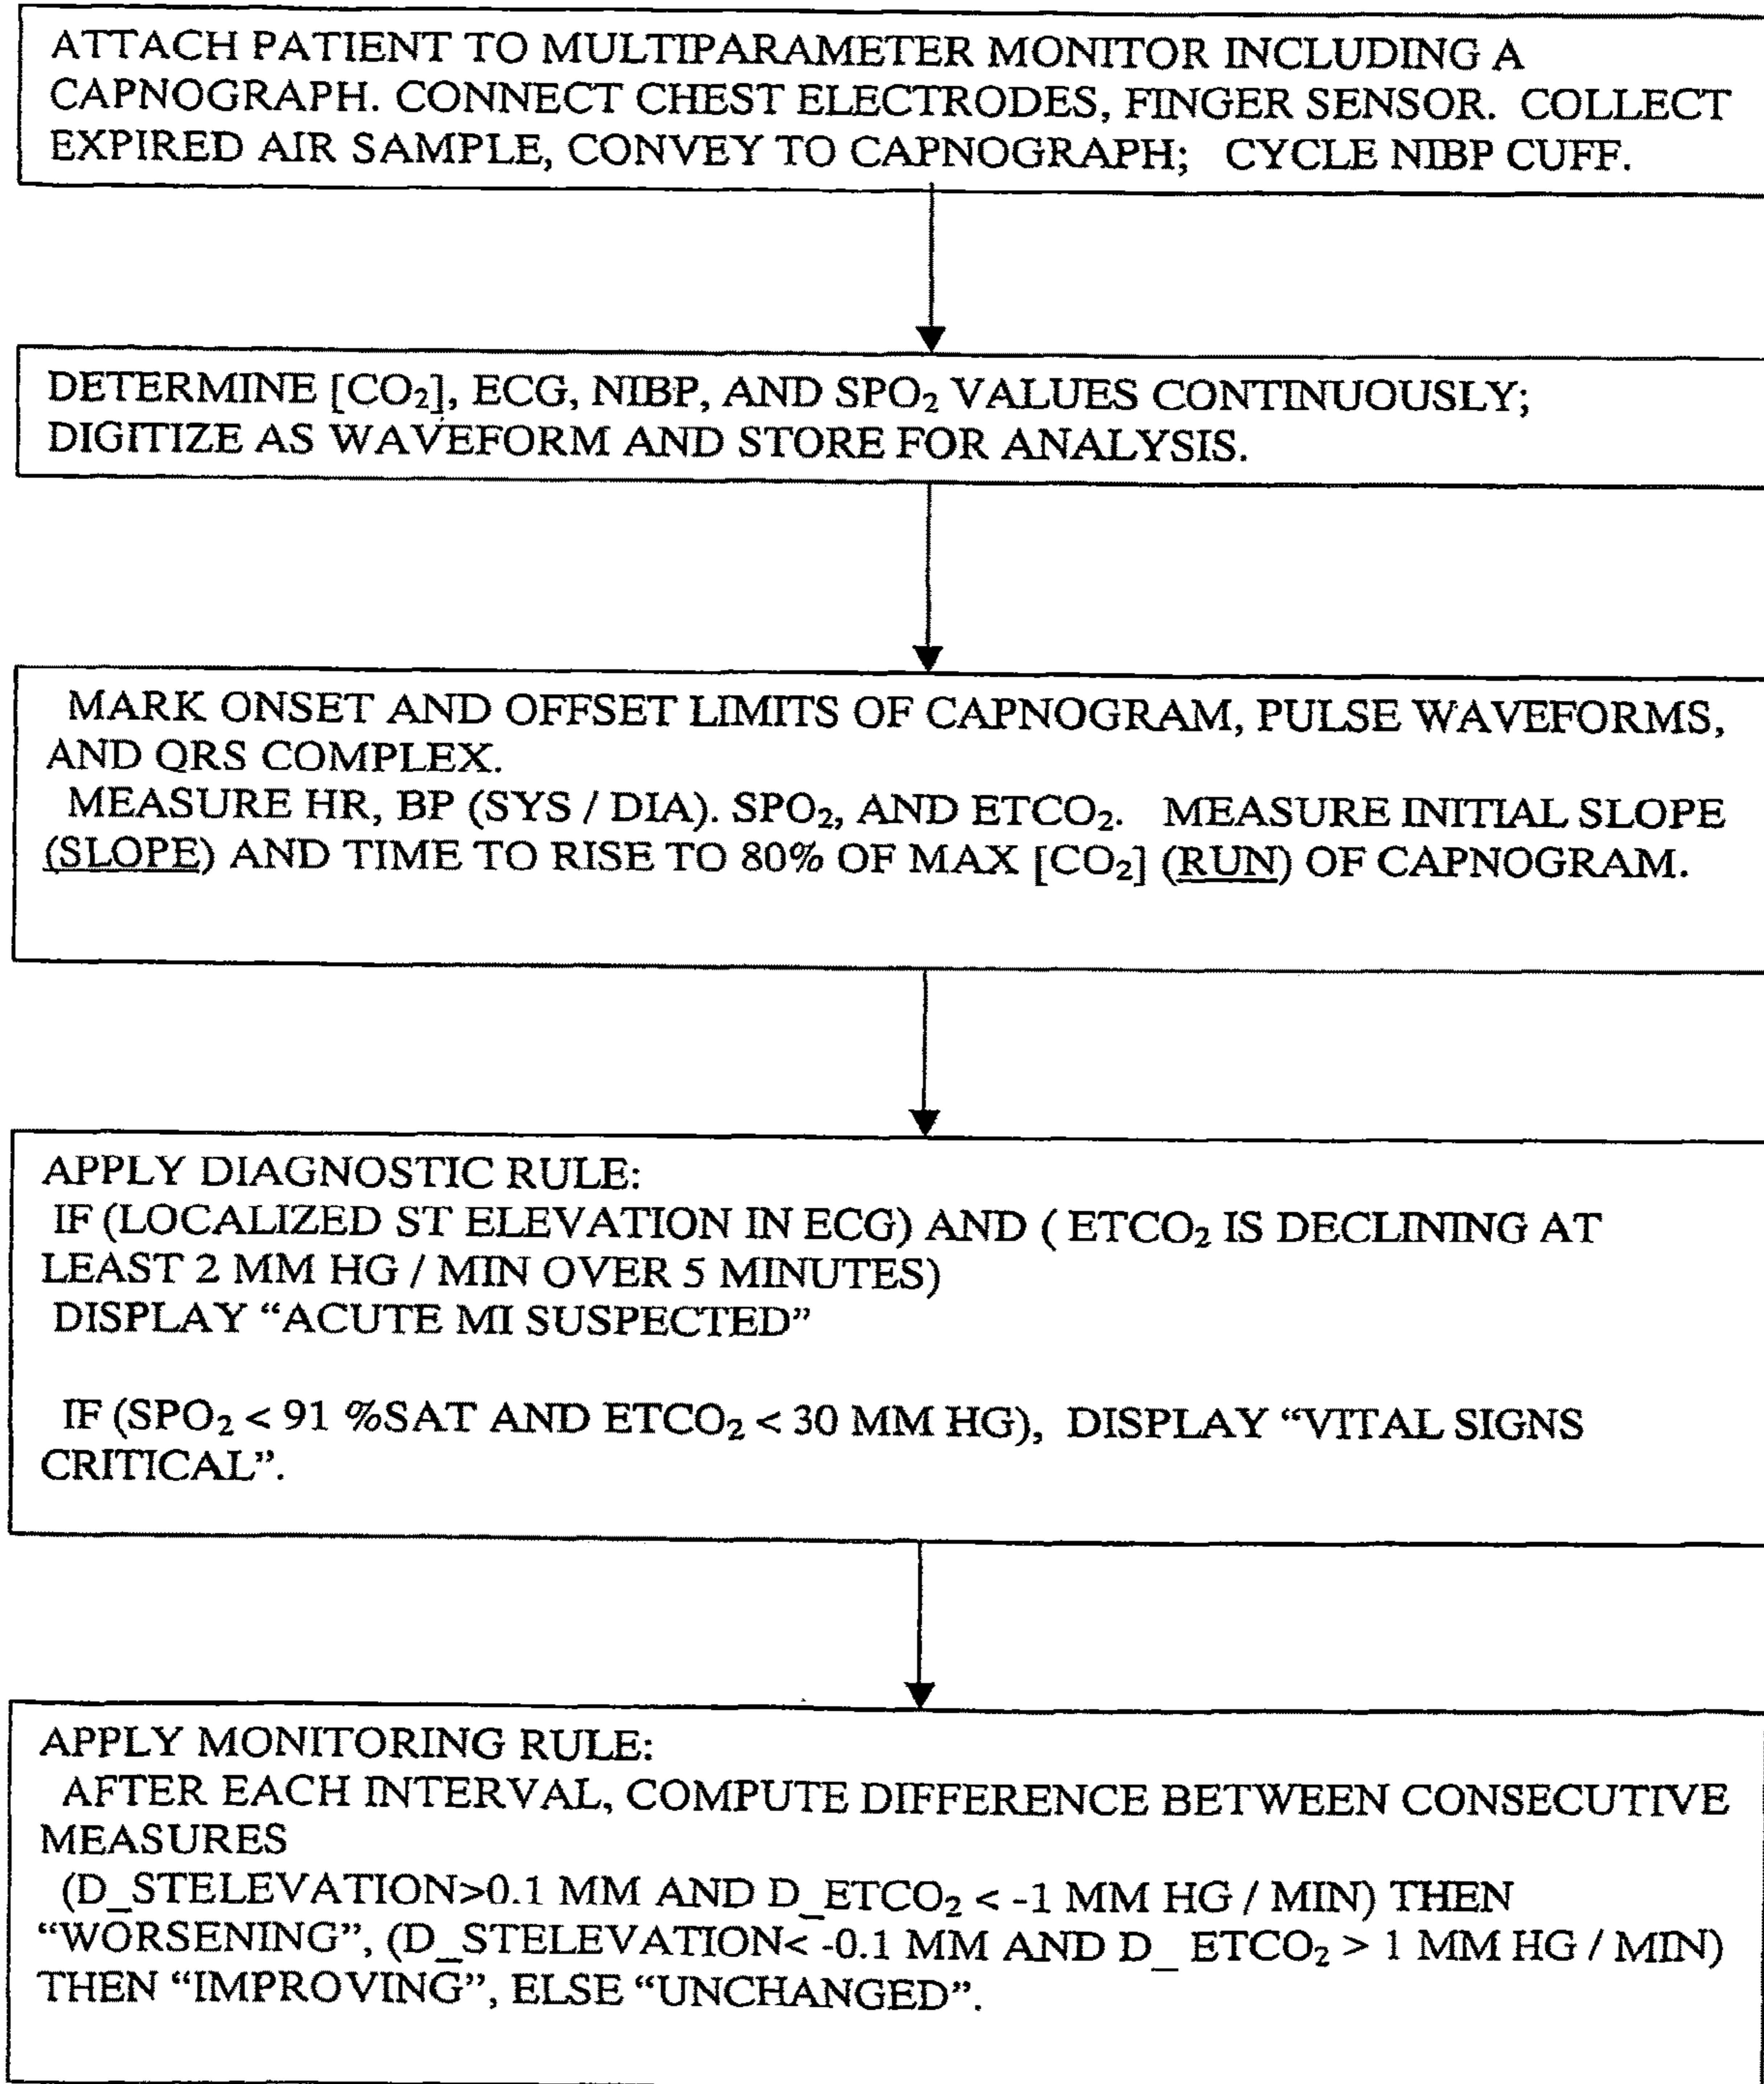 ATTACH PATIENT TO MULTIPARAMETER MONITOR INCLUDING A
CAPNOGRAPH. CONNECT CHEST ELECTRODES, FINGER SENSOR. COLLECT
EXPIRED AIR SAMPLE, CONVEY TO CAPNOGRAPH; CYCLE NIBP CUFF.
DETERMINE [CO₂], ECG, NIBP, AND SPO₂ VALUES CONTINUOUSLY;
DIGITIZE AS WAVEFORM AND STORE FOR ANALYSIS.
MARK ONSET AND OFFSET LIMITS OF CAPNOGRAM, PULSE WAVEFORMS,
AND QRS COMPLEX.
MEASURE HR, BP (SYS / DIA). SPO₂, AND ETCO₂. MEASURE INITIAL SLOPE
(SLOPE) AND TIME TO RISE TO 80% OF MAX [CO₂] (RUN) OF CAPNOGRAM.
APPLY DIAGNOSTIC RULE:
IF (LOCALIZED ST ELEVATION IN ECG) AND ( ETCO₂ IS DECLINING AT
LEAST 2 MM HG / MIN OVER 5 MINUTES)
DISPLAY “ACUTE MI SUSPECTED”
IF (SPO₂ < 91 %SAT AND ETCO₂ < 30 MM HG), DISPLAY “VITAL SIGNS
CRITICAL”.
APPLY MONITORING RULE:
AFTER EACH INTERVAL, COMPUTE DIFFERENCE BETWEEN CONSECUTIVE
MEASURES
(D_STELEVATION>0.1 MM AND D_ETCO₂ < -1 MM HG / MIN) THEN
“WORSENING”, (D_STELEVATION< -0.1 MM AND D_ ETCO₂ > 1 MM HG / MIN)
THEN “IMPROVING”, ELSE “UNCHANGED”.